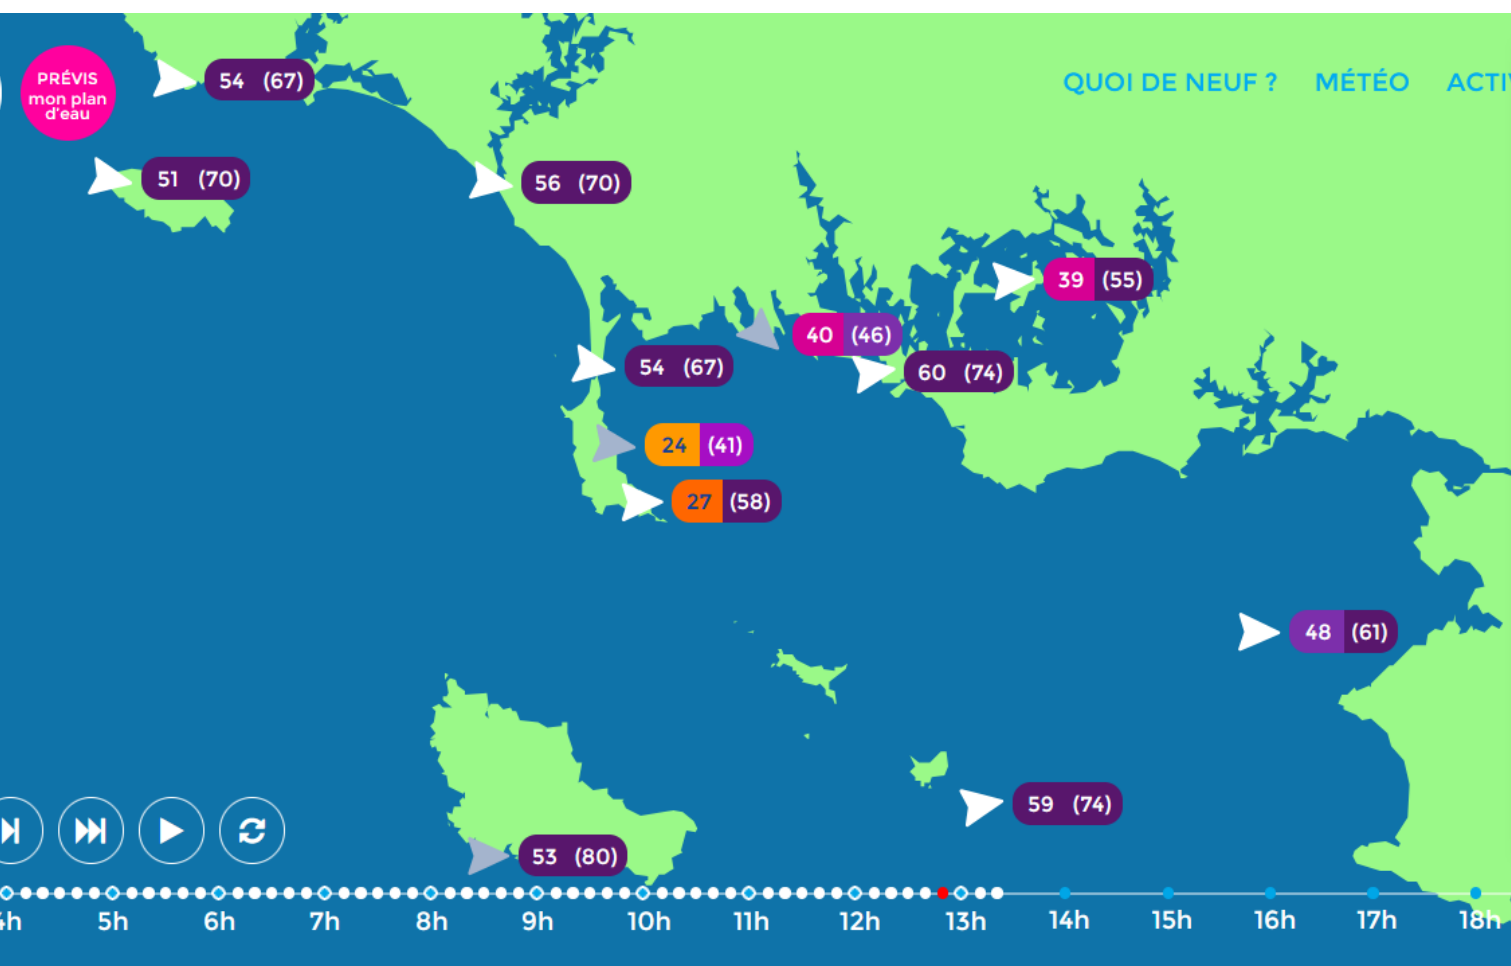 PRÉVIS
mon plan
d'eau
QUOI DE NEUF ? MÉTÉO ACTI
54 (67)
51 (70)
56 (70)
39 (55)
40 (46)
54 (67)
60 (74)
24 (41)
27 (58)
48 (61)
59 (74)
53 (80)
4h 5h 6h 7h 8h 9h 10h 11h 12h 13h 14h 15h 16h 17h 18h